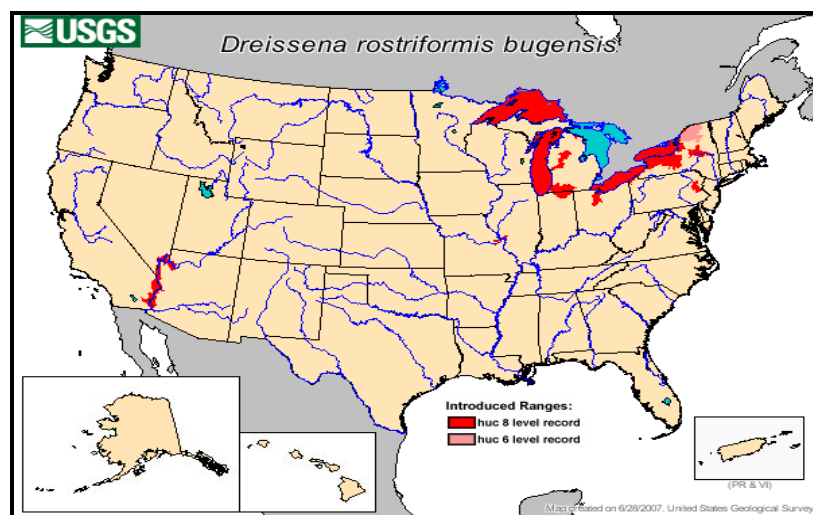 USGS
Dreissena rostriformis bugensis
Introduced Ranges:
huc 8 level record
huc 6 level record
(PR & VI)
Map created on 6/28/2007. United States Geological Survey